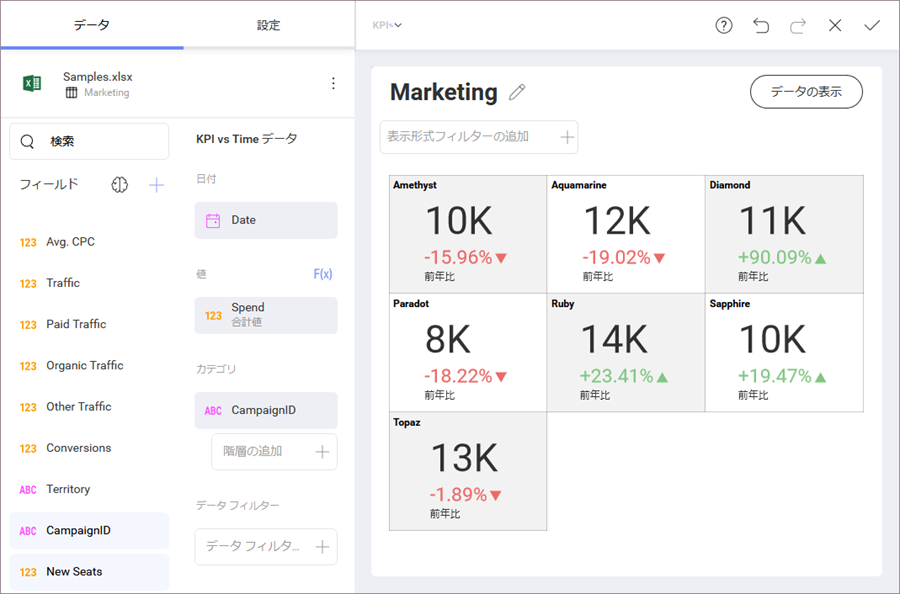 データ
設定
KPIs
Samples.xlsx
Marketing
検索
フィールド
123 Avg. CPC
123 Traffic
123 Paid Traffic
123 Organic Traffic
123 Other Traffic
123 Conversions
ABC Territory
ABC CampaignID
123 New Seats
KPI vs Time データ
日付
Date
値
F(x)
123 Spend
合計値
カテゴリ
ABC CampaignID
階層の追加
データ フィルター
データ フィルタ...
Marketing
データの表示
表示形式フィルターの追加
Amethyst
10K
-15.96%▼
前年比
Aquamarine
12K
-19.02%▼
前年比
Diamond
11K
+90.09%▲
前年比
Paradot
8K
-18.22%▼
前年比
Ruby
14K
+23.41%▲
前年比
Sapphire
10K
+19.47%▲
前年比
Topaz
13K
-1.89%▼
前年比